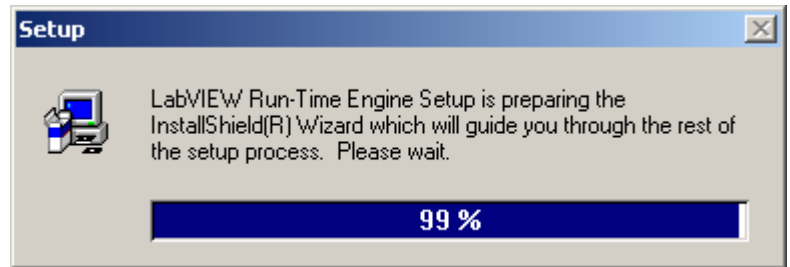 Setup
LabVIEW Run-Time Engine Setup is preparing the
InstallShield(R) Wizard which will guide you through the rest of
the setup process.  Please wait.
99 %